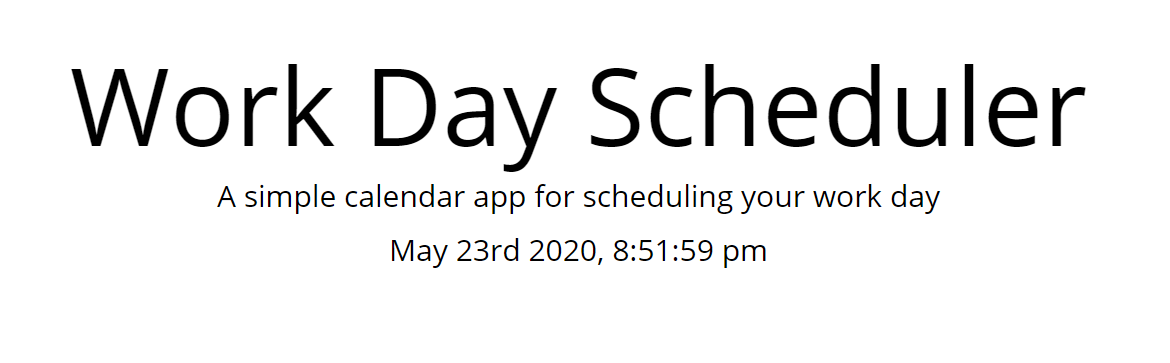 Work Day Scheduler
A simple calendar app for scheduling your work day
May 23rd 2020, 8:51:59 pm